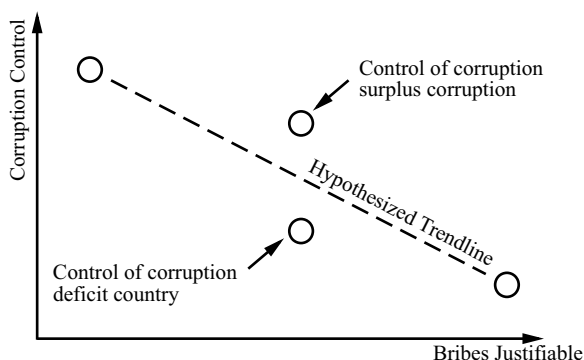 Corruption Control
Control of corruption
surplus corruption
Hypothesized Trendline
Control of corruption
deficit country
Bribes Justifiable